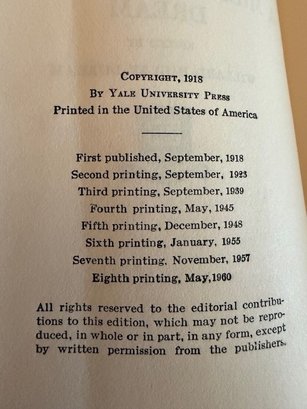 COPYRIGHT, 1918
BY YALE UNIVERSITY PRESS
Printed in the United States of America
First published, September, 1918
Second printing, September, 1923
Third printing, September, 1939
Fourth printing, May, 1945
Fifth printing, December, 1948
Sixth printing, January, 1955
Seventh printing, November, 1957
Eighth printing, May,1960
All rights reserved to the editorial contribu-
tions to this edition, which may not be repro-
duced, in whole or in part, in any form, except
by written permission from the publishers.